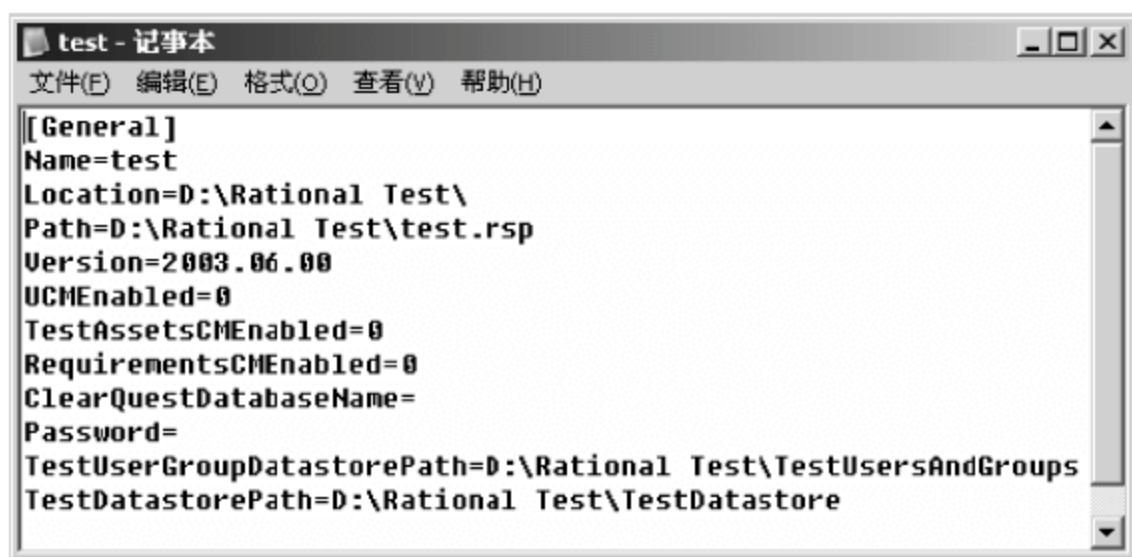 test - 记事本
文件(F) 编辑(E) 格式(O) 查看(V) 帮助(H)
[General]
Name=test
Location=D:\Rational Test\
Path=D:\Rational Test\test.rsp
Version=2003.06.00
UCMEnabled=0
TestAssetsCMEnabled=0
RequirementsCMEnabled=0
ClearQuestDatabaseName=
Password=
TestUserGroupDatastorePath=D:\Rational Test\TestUsersAndGroups
TestDatastorePath=D:\Rational Test\TestDatastore